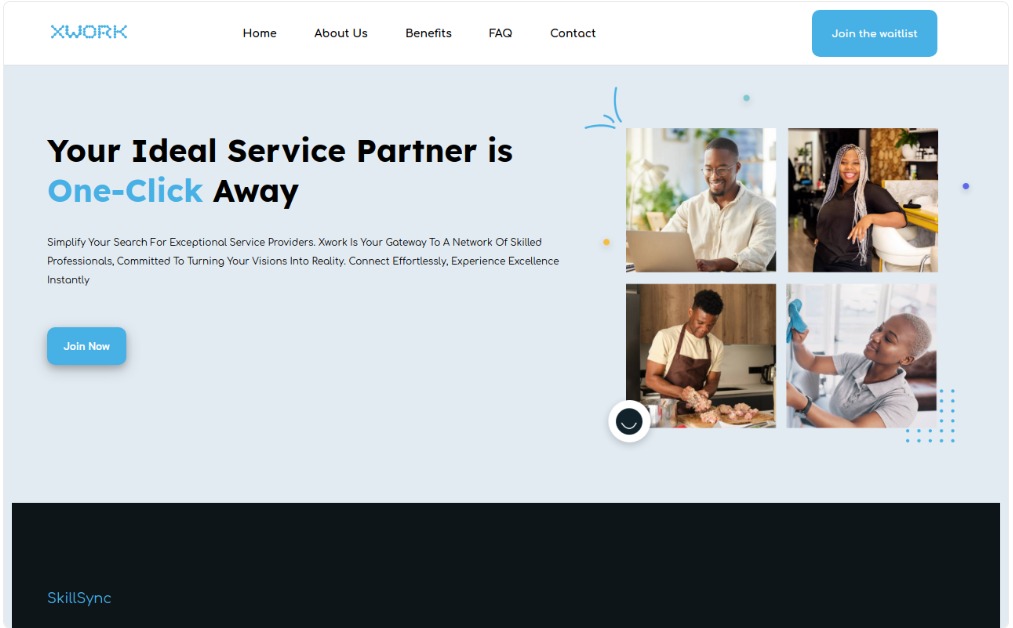 XWORK
Home
About Us
Benefits
FAQ
Contact
Join the waitlist
Your Ideal Service Partner is
One-Click Away
Simplify Your Search For Exceptional Service Providers. Xwork Is Your Gateway To A Network Of Skilled
Professionals, Committed To Turning Your Visions Into Reality. Connect Effortlessly, Experience Excellence
Instantly
Join Now
SkillSync